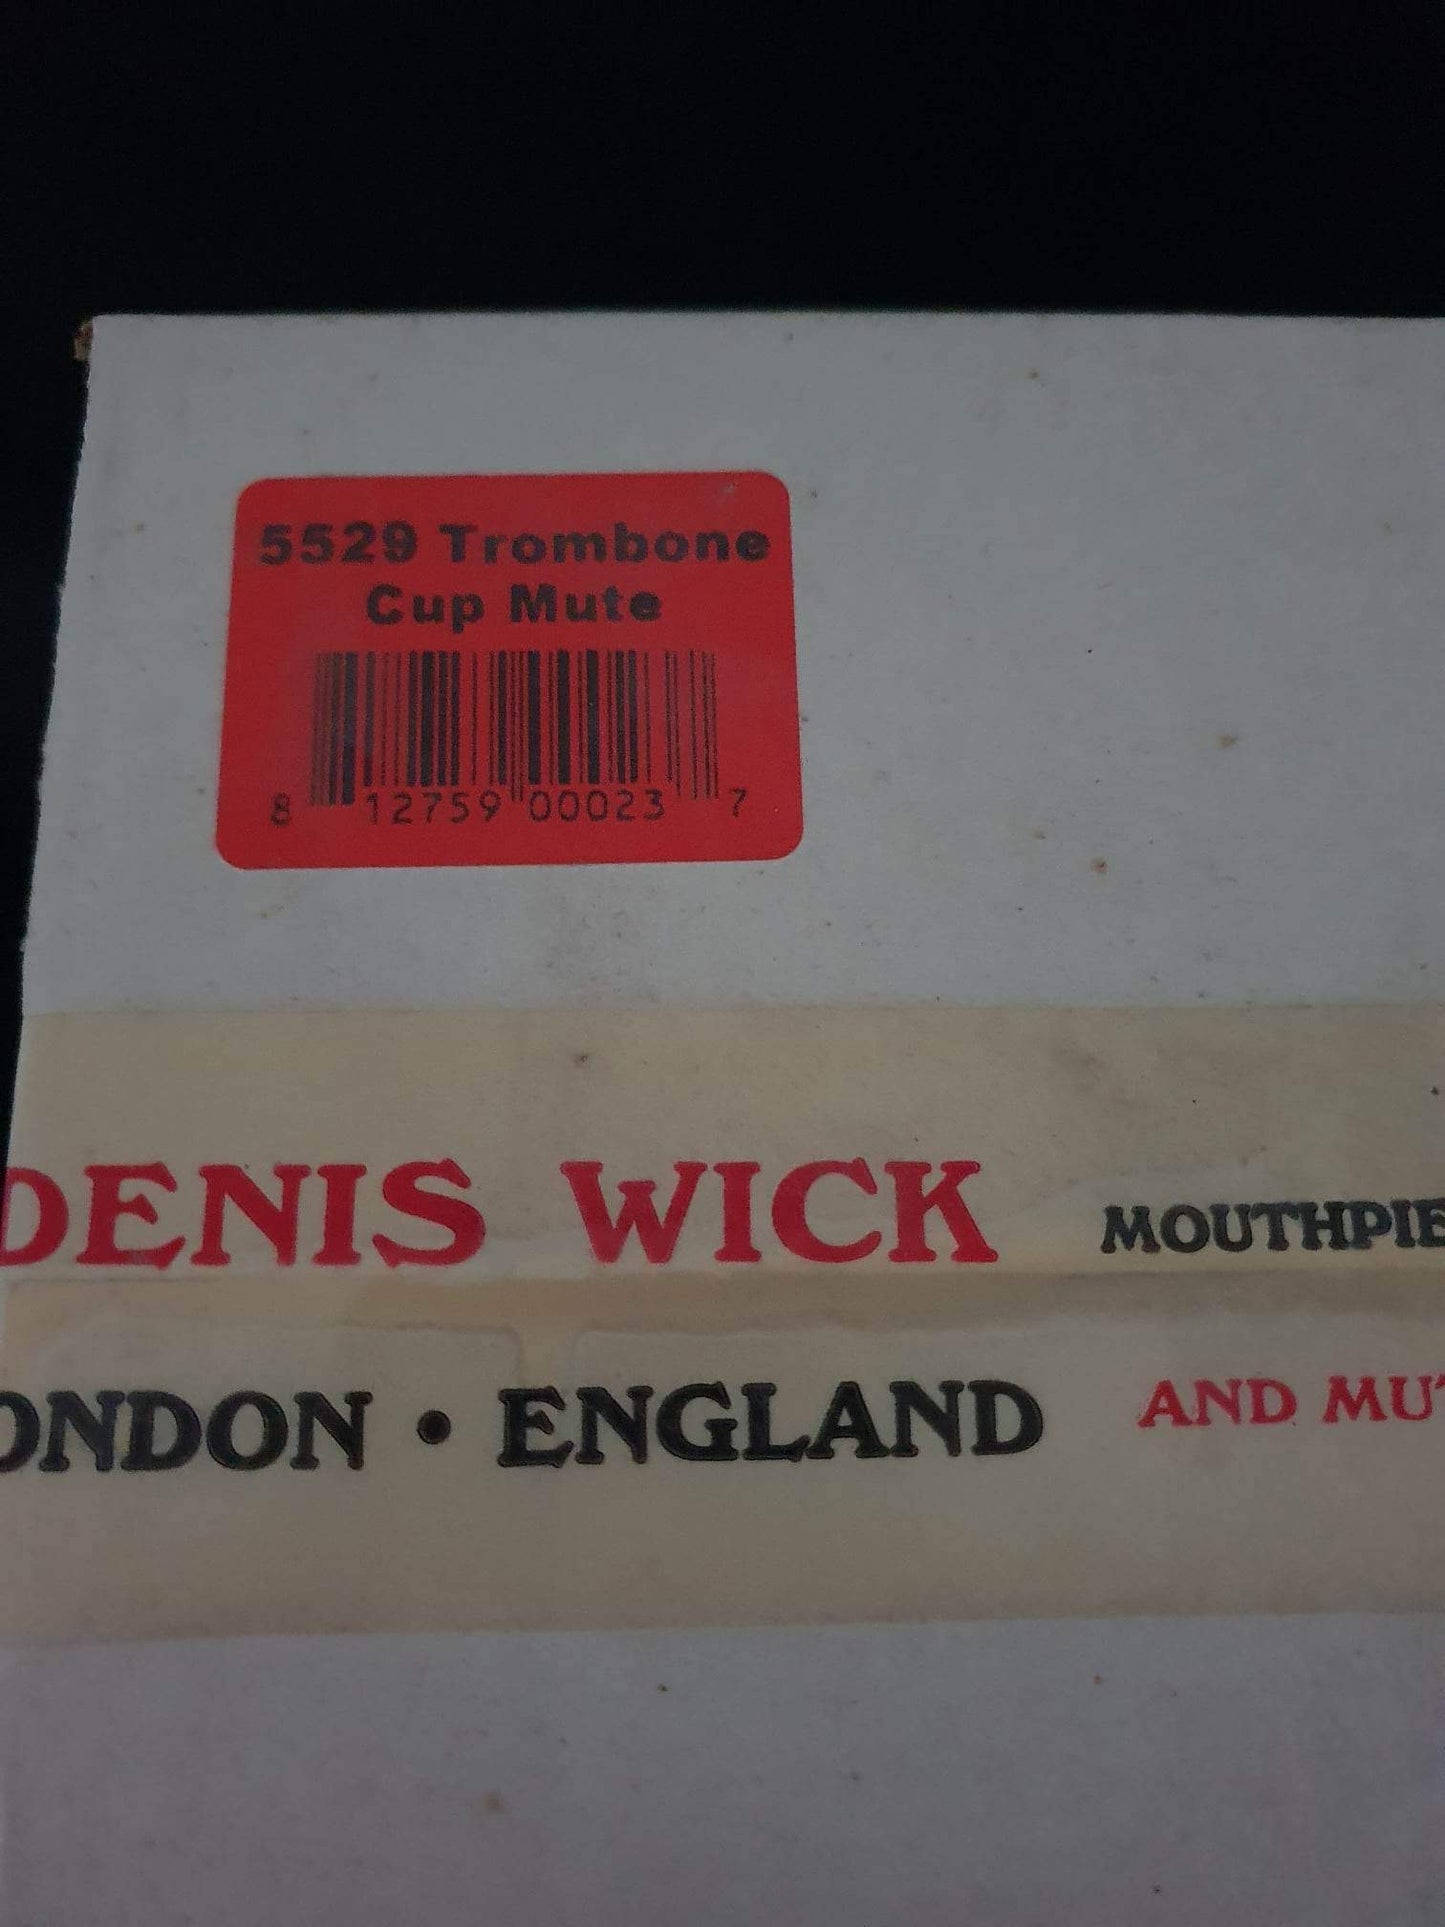 5529 Trombone
Cup Mute
8 12759 00023 7
DENIS WICK MOUTHPIE
ONDON • ENGLAND AND MUT